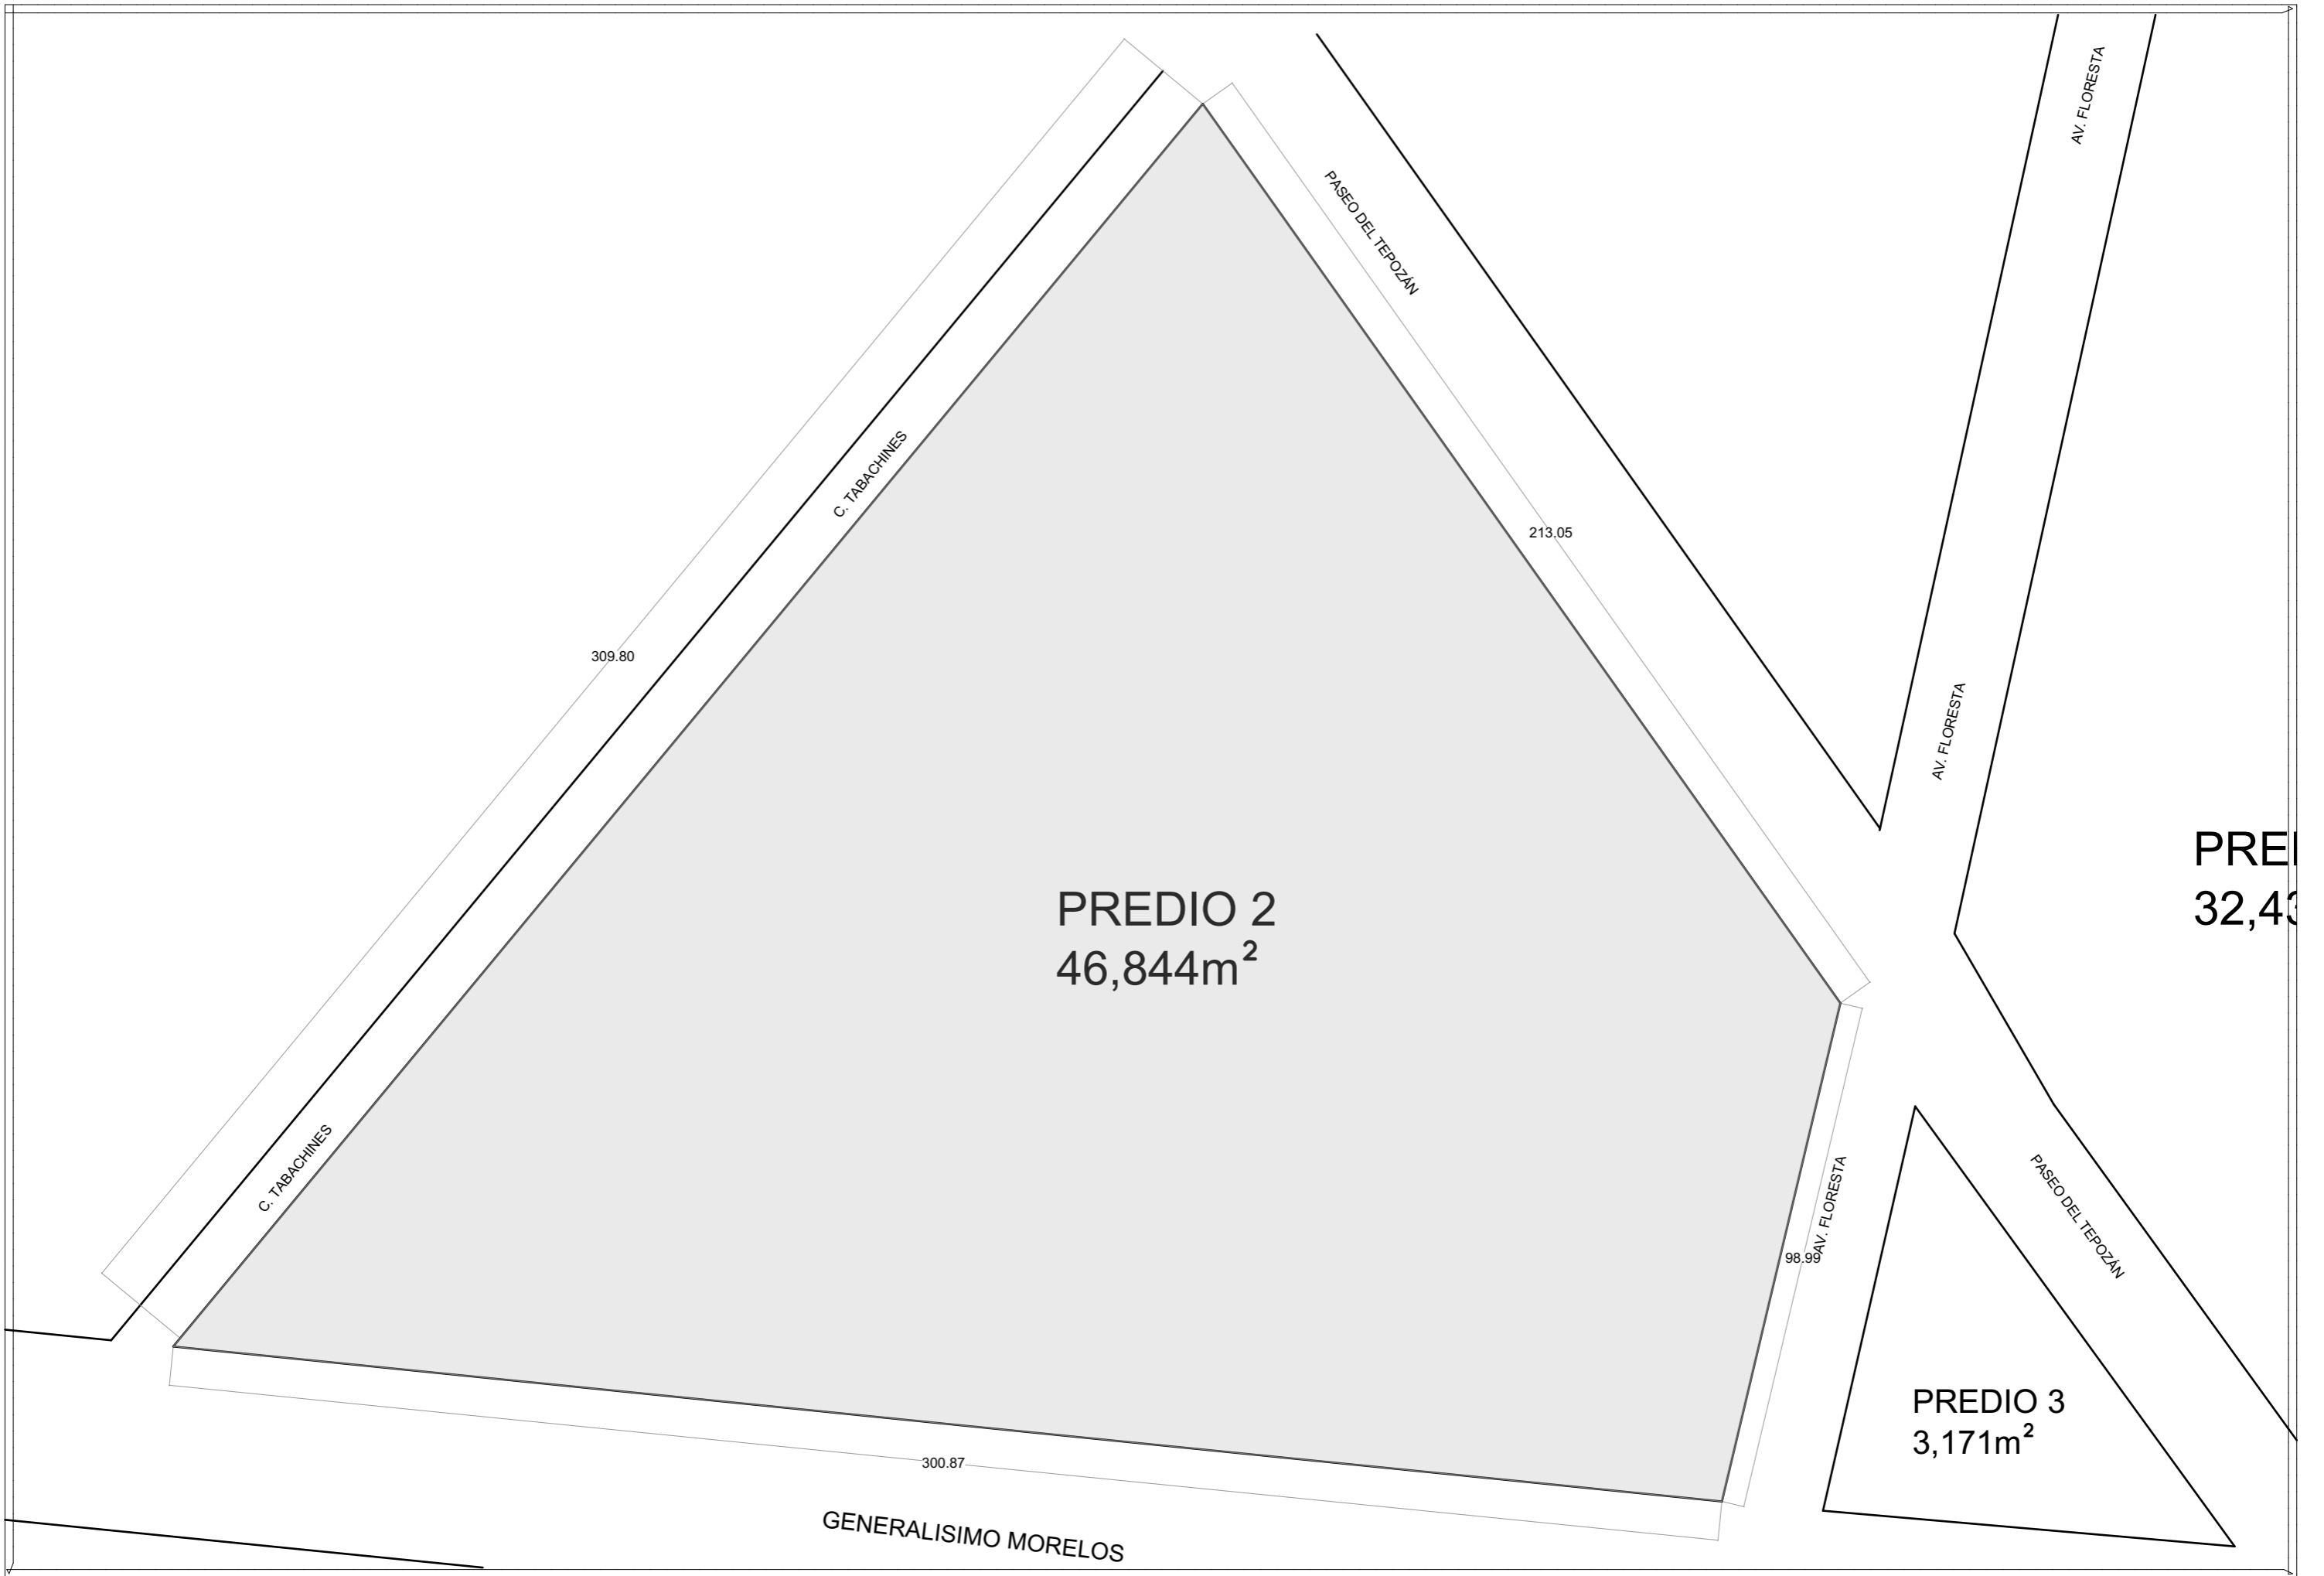 AV. FLORESTA
PASEO DEL TEPOZÁN
C. TABACHINES
213.05
309.80
AV. FLORESTA
PREDIO 2
46,844m²
C. TABACHINES
AV. FLORESTA
98.99
PASEO DEL TEPOZÁN
PREDIO 3
3,171m²
300.87
GENERALISIMO MORELOS